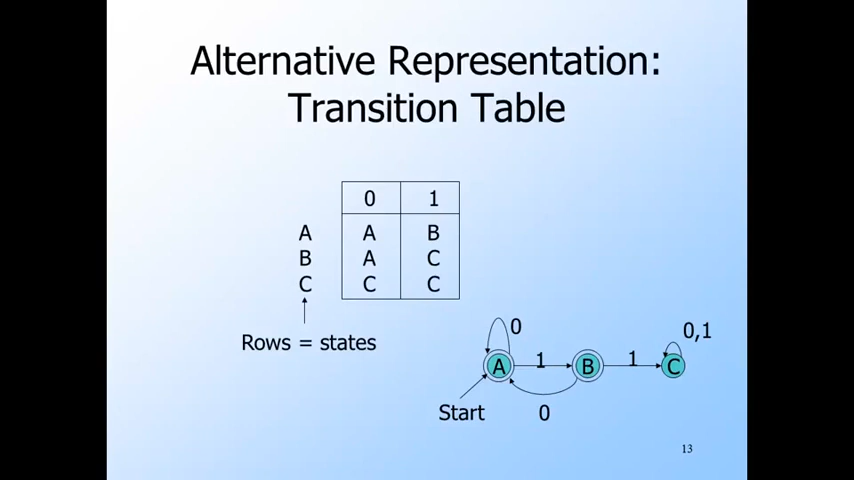 Alternative Representation:
Transition Table
0 1
A A B
B A C
C C C
Rows = states
0
0,1
A 1 B 1 C
Start
0
13